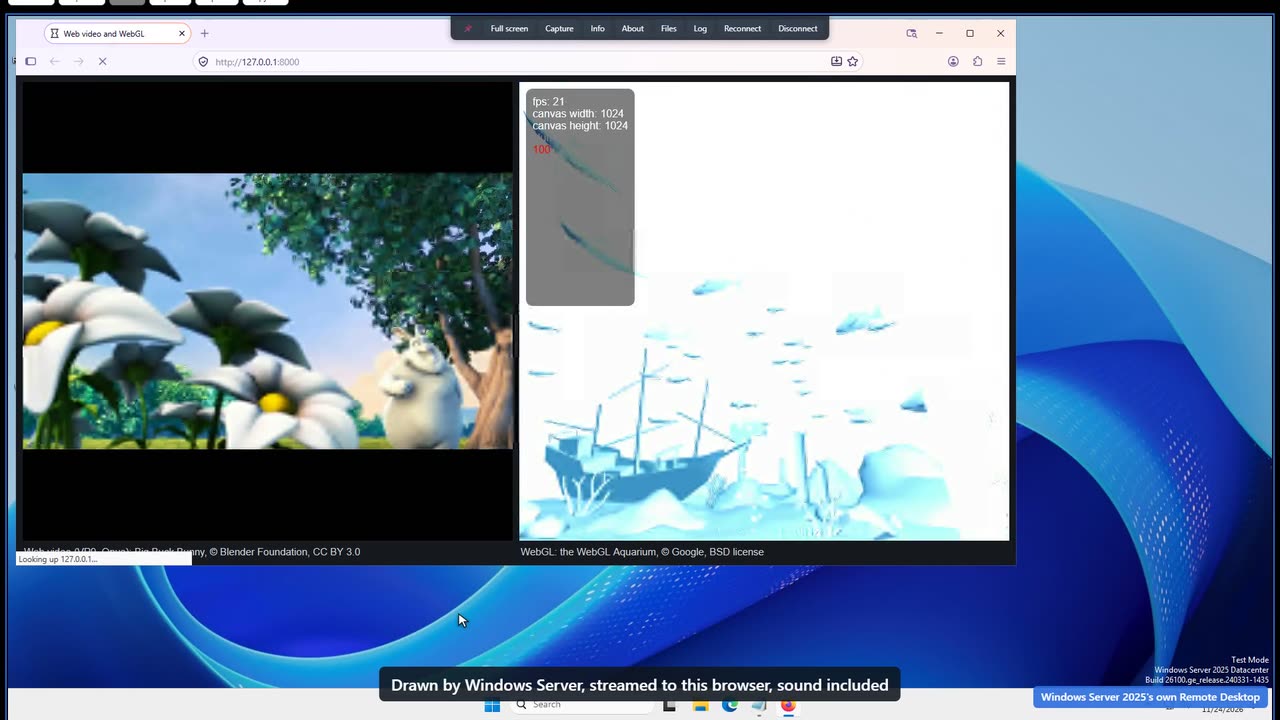 Web video and WebGL
Full screen
Capture
Info
About
Files
Log
Reconnect
Disconnect
http://127.0.0.1:8000
fps: 21
canvas width: 1024
canvas height: 1024
100
Bunny, © Blender Foundation, CC BY 3.0
WebGL: the WebGL Aquarium, © Google, BSD license
Looking up 127.0.0.1...
Test Mode
Windows Server 2025 Datacenter
Build 26100.ge_release.240331-1435
Drawn by Windows Server, streamed to this browser, sound included
Windows Server 2025's own Remote Desktop
Search
11/24/2026